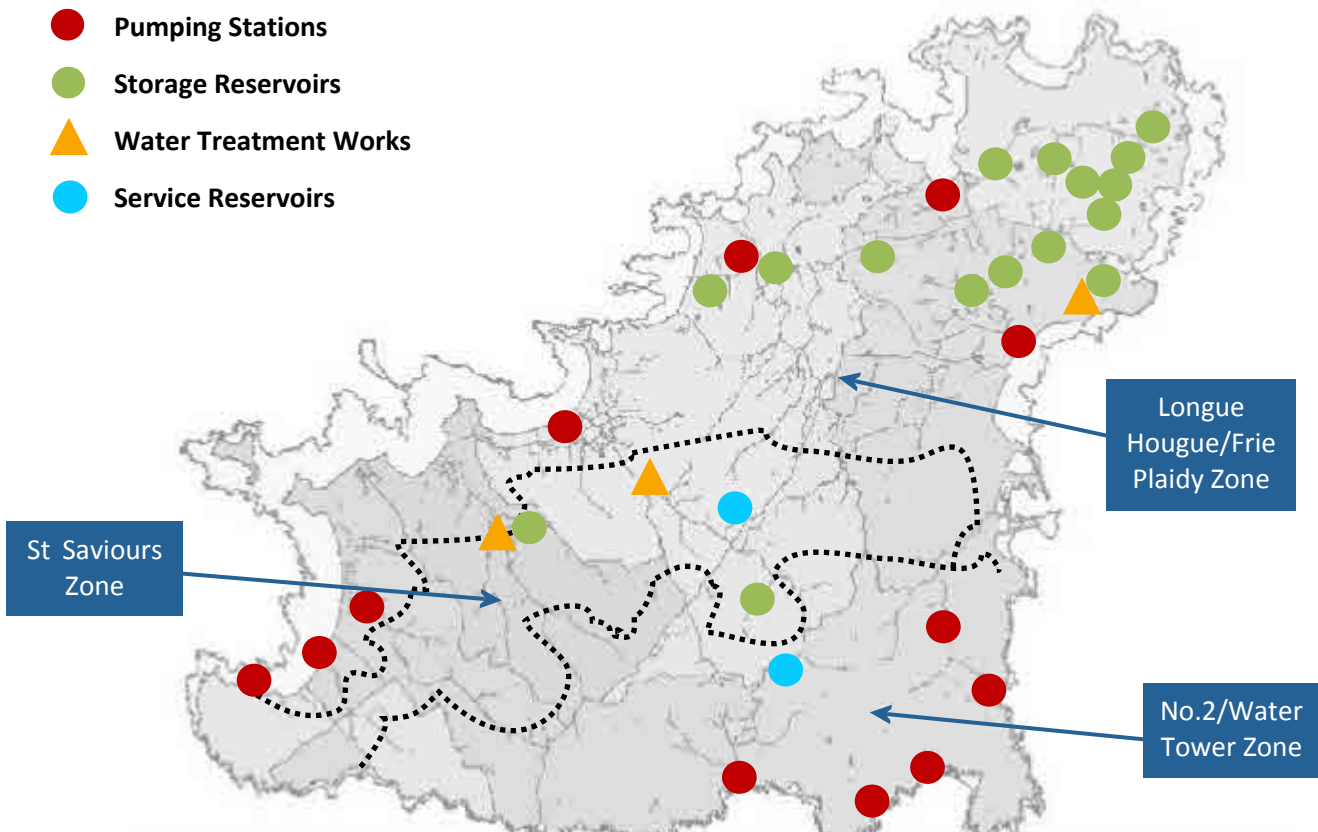 Pumping Stations
Storage Reservoirs
Water Treatment Works
Service Reservoirs
Longue
Hougue/Frie
Plaidy Zone
St Saviours
Zone
No.2/Water
Tower Zone